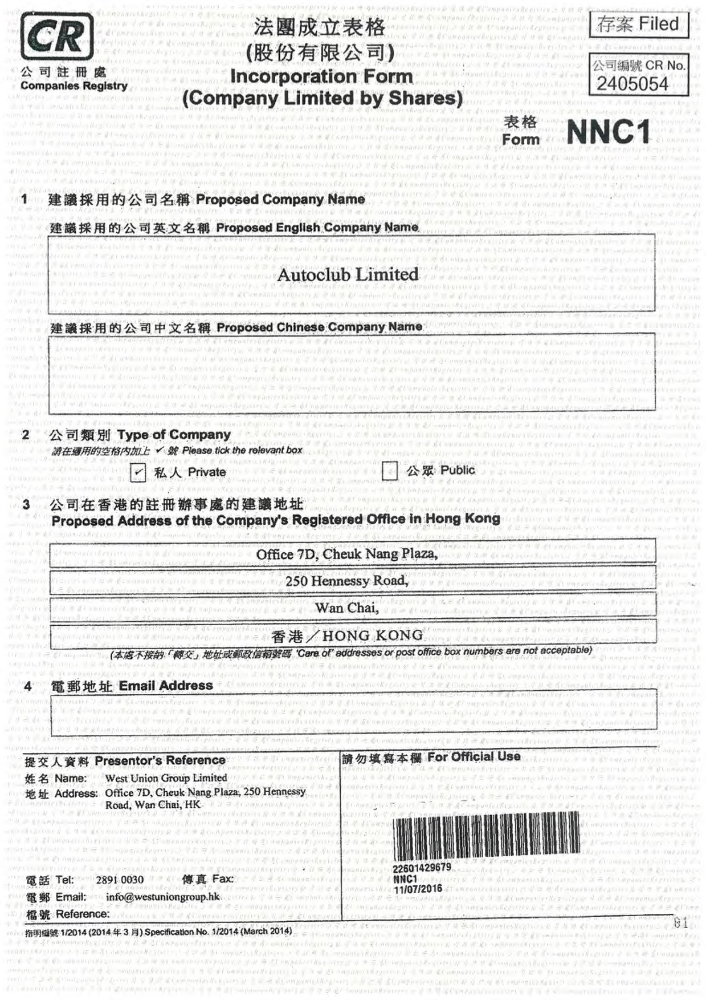 CR
公司註冊處
Companies Registry
法團成立表格
(股份有限公司)
Incorporation Form
(Company Limited by Shares)
存案 Filed
公司編號 CR No.
2405054
表格
Form NNC1
1 建議採用的公司名稱 Proposed Company Name
建議採用的公司英文名稱 Proposed English Company Name
Autoclub Limited
建議採用的公司中文名稱 Proposed Chinese Company Name
2 公司類別 Type of Company
請在適用的空格內加上 ✓ 號 Please tick the relevant box
✓ 私人 Private 公眾 Public
3 公司在香港的註冊辦事處的建議地址
Proposed Address of the Company's Registered Office in Hong Kong
Office 7D, Cheuk Nang Plaza,
250 Hennessy Road,
Wan Chai,
香港／HONG KONG
(本處不接納「轉交」地址或郵政信箱號碼 'Care of' addresses or post office box numbers are not acceptable)
4 電郵地址 Email Address
提交人資料 Presentor's Reference
姓名 Name: West Union Group Limited
地址 Address: Office 7D, Cheuk Nang Plaza, 250 Hennessy
Road, Wan Chai, HK
電話 Tel: 2891 0030 傳真 Fax:
電郵 Email: info@westuniongroup.hk
檔號 Reference:
請勿填寫本欄 For Official Use
22601429679
NNC1
11/07/2016
指明編號 1/2014 (2014 年 3 月) Specification No. 1/2014 (March 2014)
01